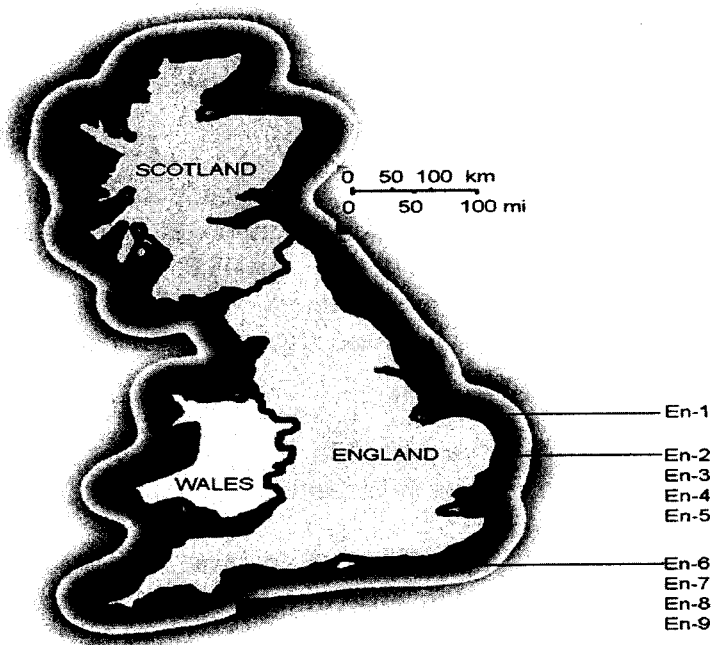 SCOTLAND
0 50 100 km
0 50 100 mi
En-1
ENGLAND
En-2
WALES
En-3
En-4
En-5
En-6
En-7
En-8
En-9